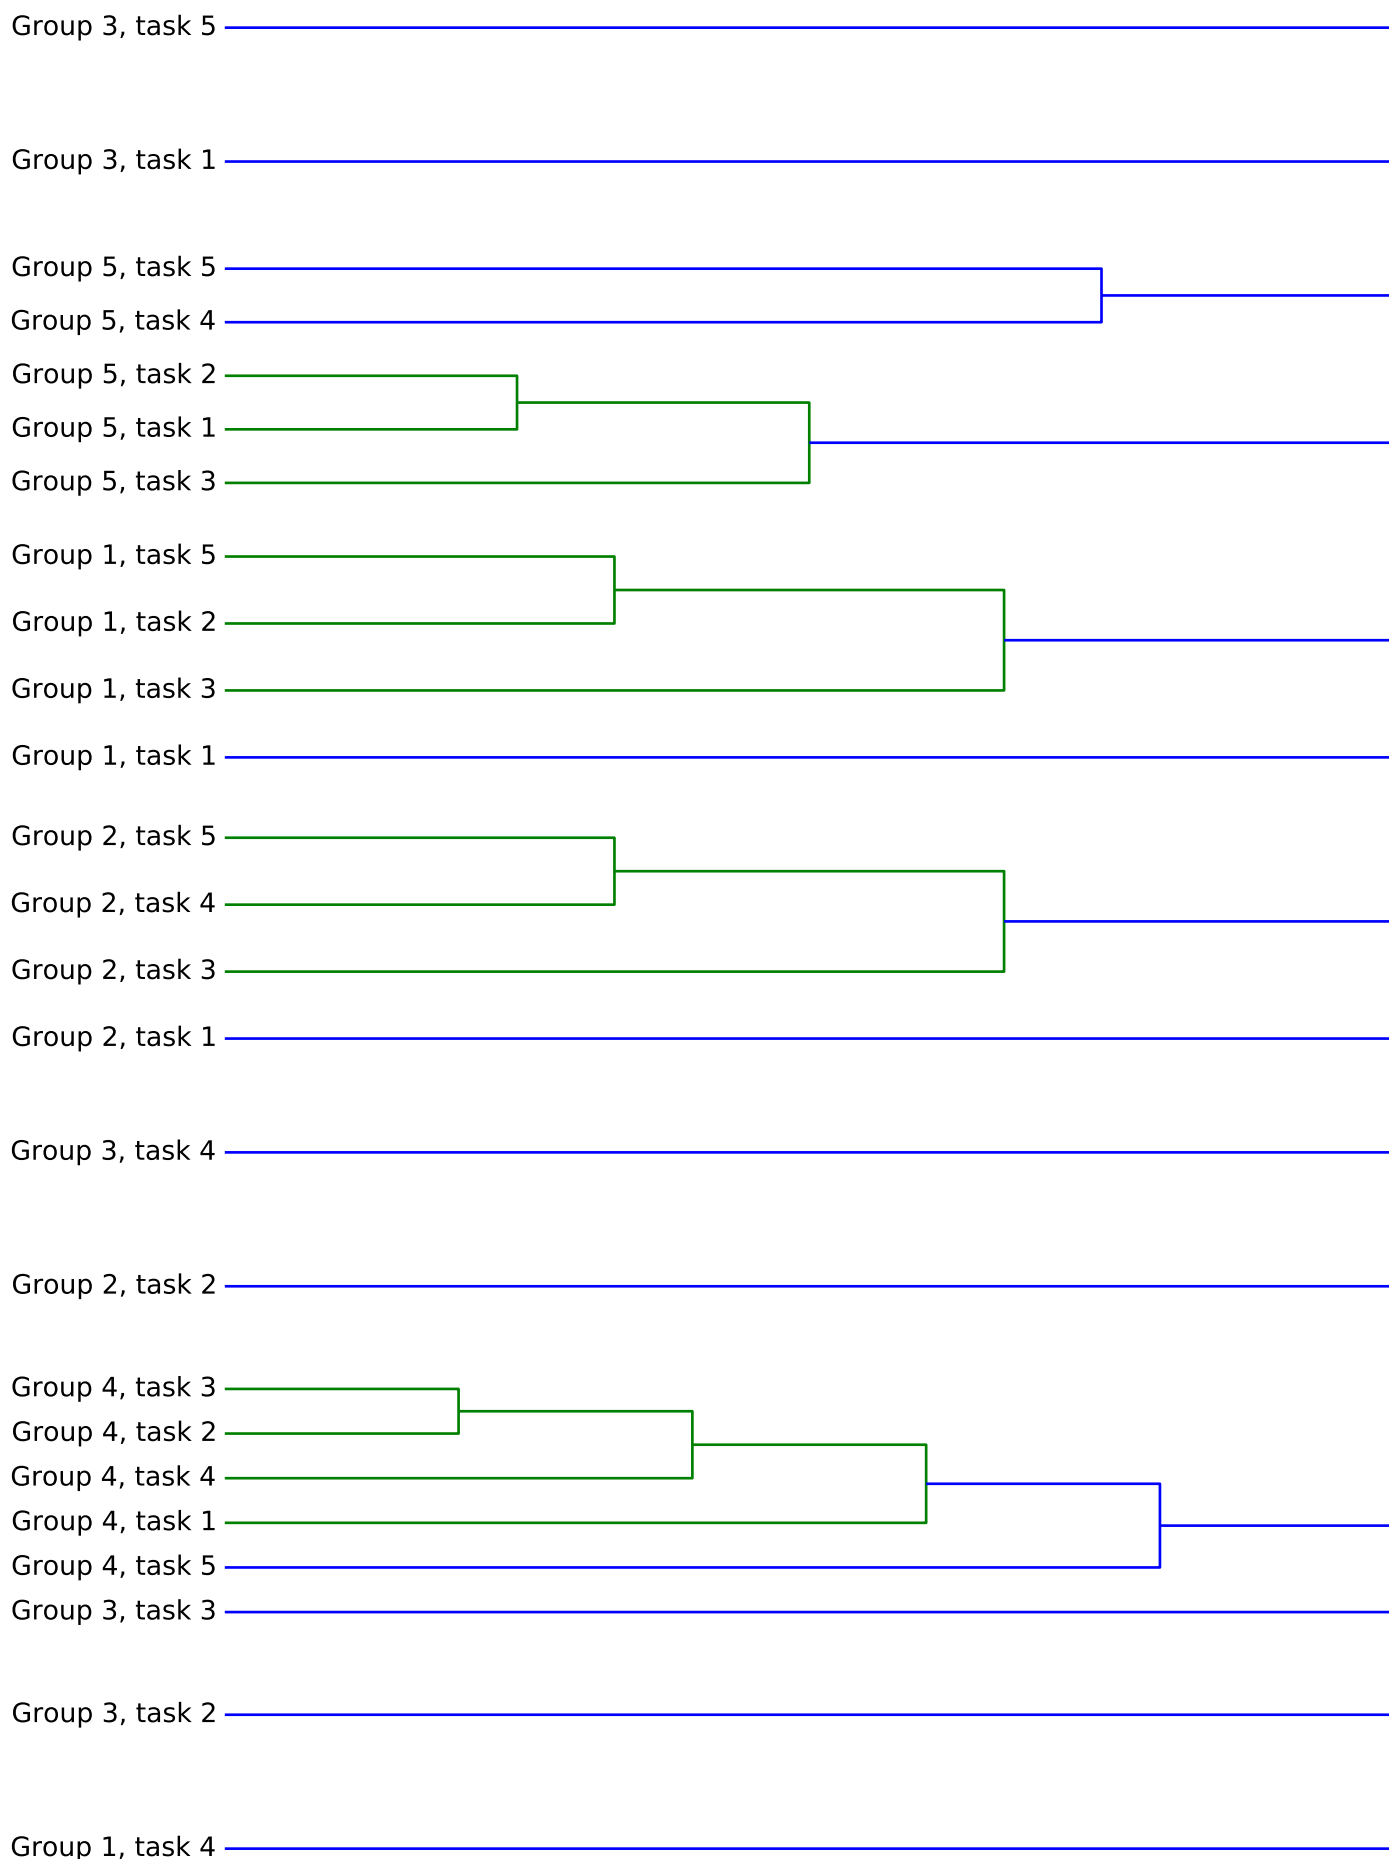 Group 3, task 5
Group 3, task 1
Group 5, task 5
Group 5, task 4
Group 5, task 2
Group 5, task 1
Group 5, task 3
Group 1, task 5
Group 1, task 2
Group 1, task 3
Group 1, task 1
Group 2, task 5
Group 2, task 4
Group 2, task 3
Group 2, task 1
Group 3, task 4
Group 2, task 2
Group 4, task 3
Group 4, task 2
Group 4, task 4
Group 4, task 1
Group 4, task 5
Group 3, task 3
Group 3, task 2
Group 1, task 4